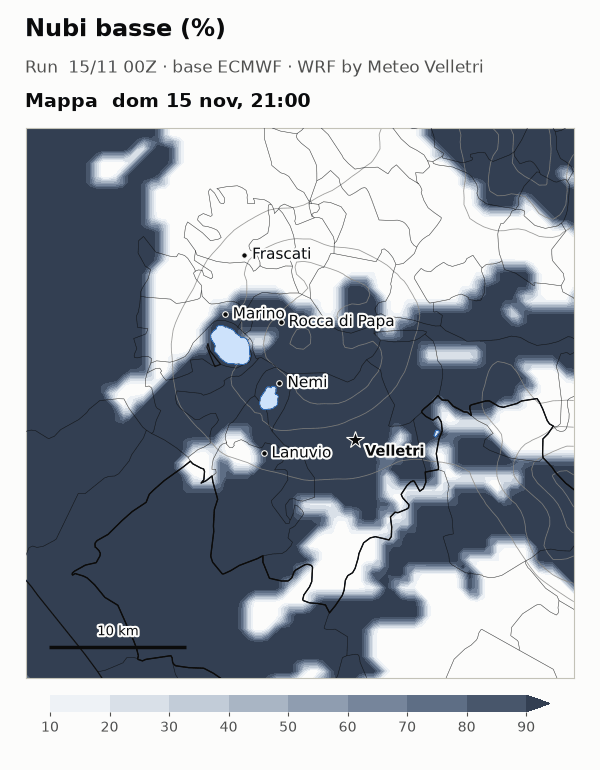 Nubi basse (%)
Run  15/11 00Z · base ECMWF · WRF by Meteo Velletri
Mappa  dom 15 nov, 21:00
Frascati
Marino
Rocca di Papa
Nemi
Velletri
Lanuvio
10 km
10 20 30 40 50 60 70 80 90